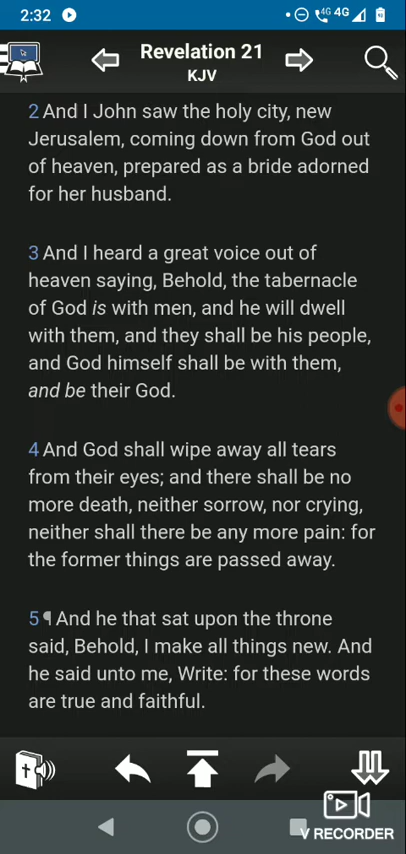 2:32 4G 4G
Revelation 21
KJV
2 And I John saw the holy city, new
Jerusalem, coming down from God out
of heaven, prepared as a bride adorned
for her husband.
3 And I heard a great voice out of
heaven saying, Behold, the tabernacle
of God is with men, and he will dwell
with them, and they shall be his people,
and God himself shall be with them,
and be their God.
4 And God shall wipe away all tears
from their eyes; and there shall be no
more death, neither sorrow, nor crying,
neither shall there be any more pain: for
the former things are passed away.
5 ¶ And he that sat upon the throne
said, Behold, I make all things new. And
he said unto me, Write: for these words
are true and faithful.
V RECORDER